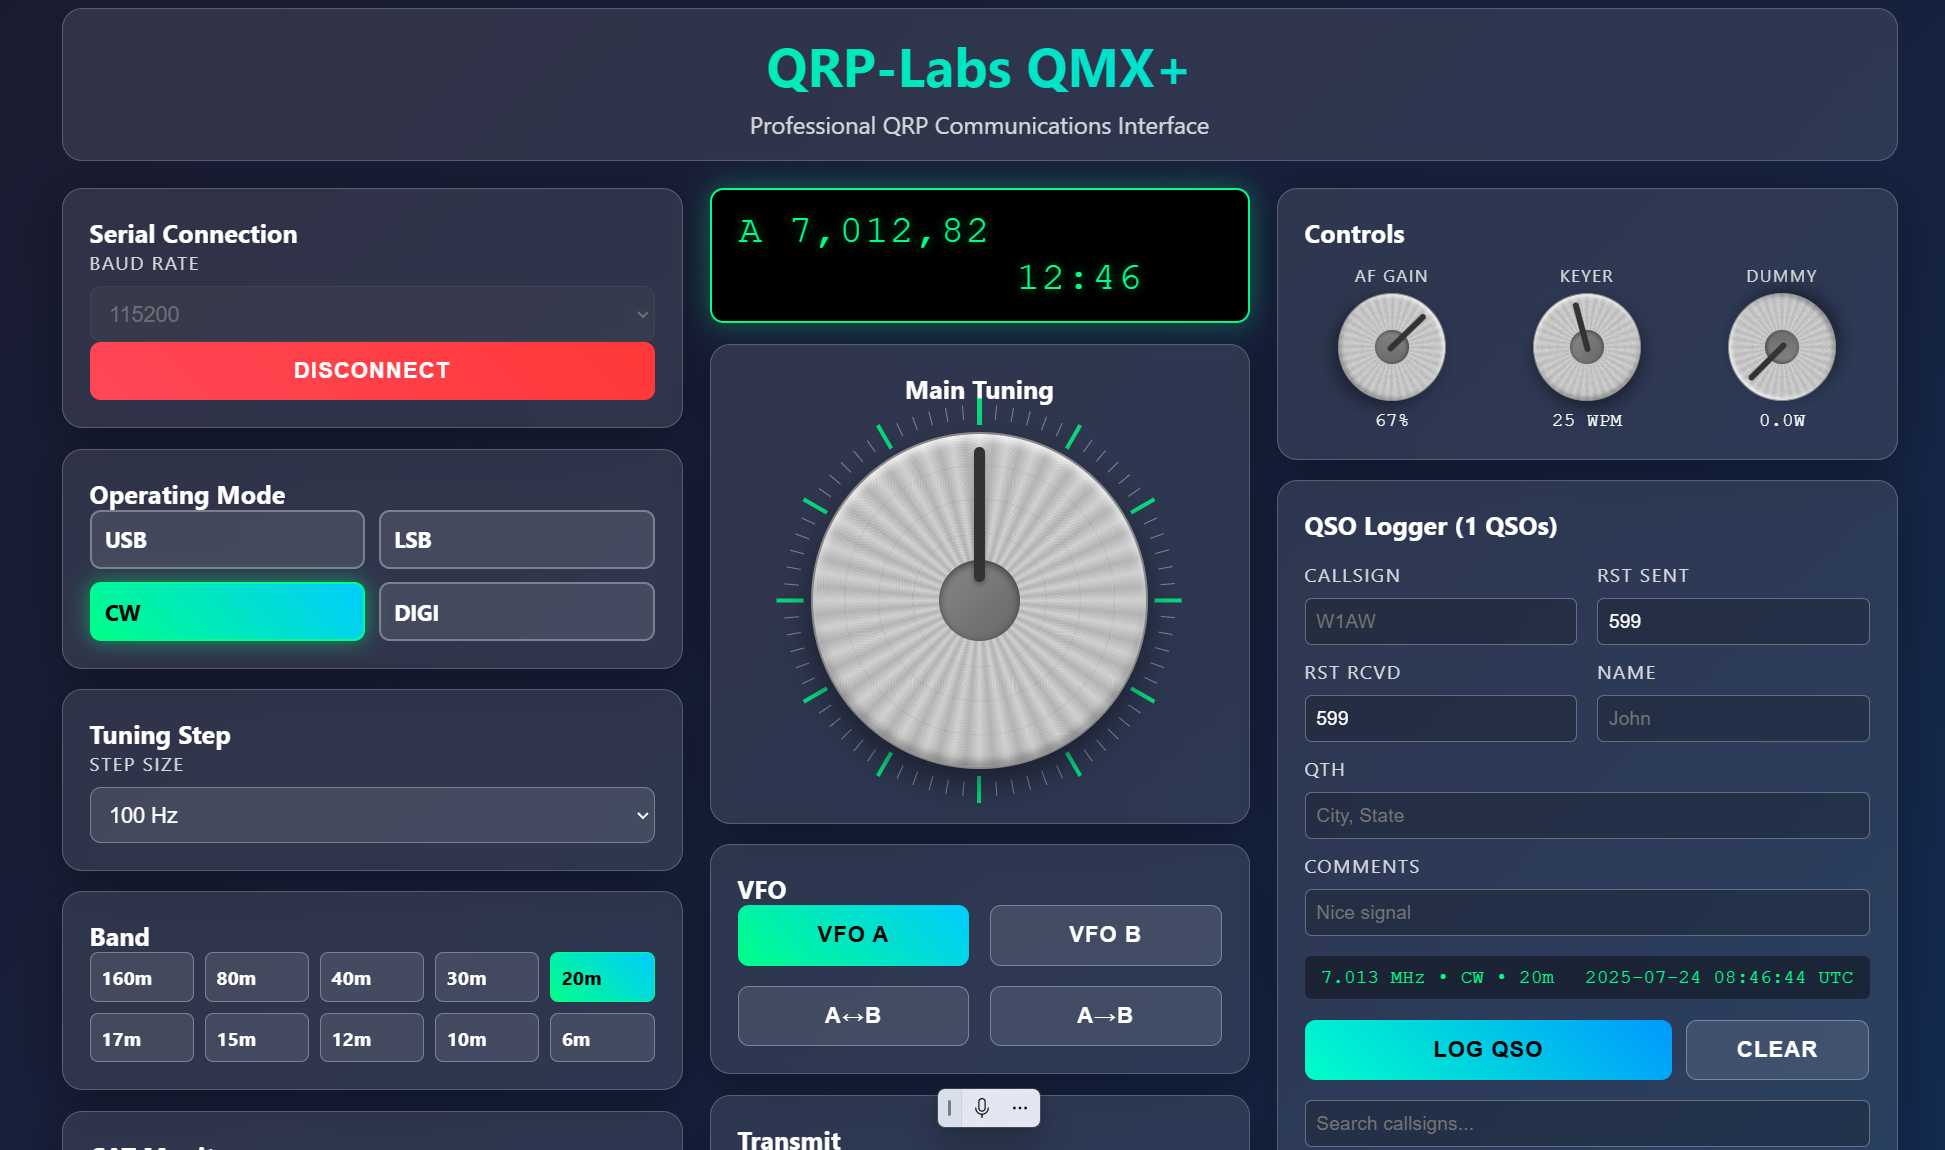 QRP-Labs QMX+
Professional QRP Communications Interface
Serial Connection
BAUD RATE
115200
DISCONNECT
Operating Mode
USB
LSB
CW
DIGI
Tuning Step
STEP SIZE
100 Hz
Band
160m
80m
40m
30m
20m
17m
15m
12m
10m
6m
A 7,012,82
12:46
Main Tuning
VFO
VFO A
VFO B
A↔B
A→B
Transmit
Controls
AF GAIN
KEYER
DUMMY
67%
25 WPM
0.0W
QSO Logger (1 QSOs)
CALLSIGN
RST SENT
W1AW
599
RST RCVD
NAME
599
John
QTH
City, State
COMMENTS
Nice signal
7.013 MHz • CW • 20m 2025-07-24 08:46:44 UTC
LOG QSO
CLEAR
Search callsigns...